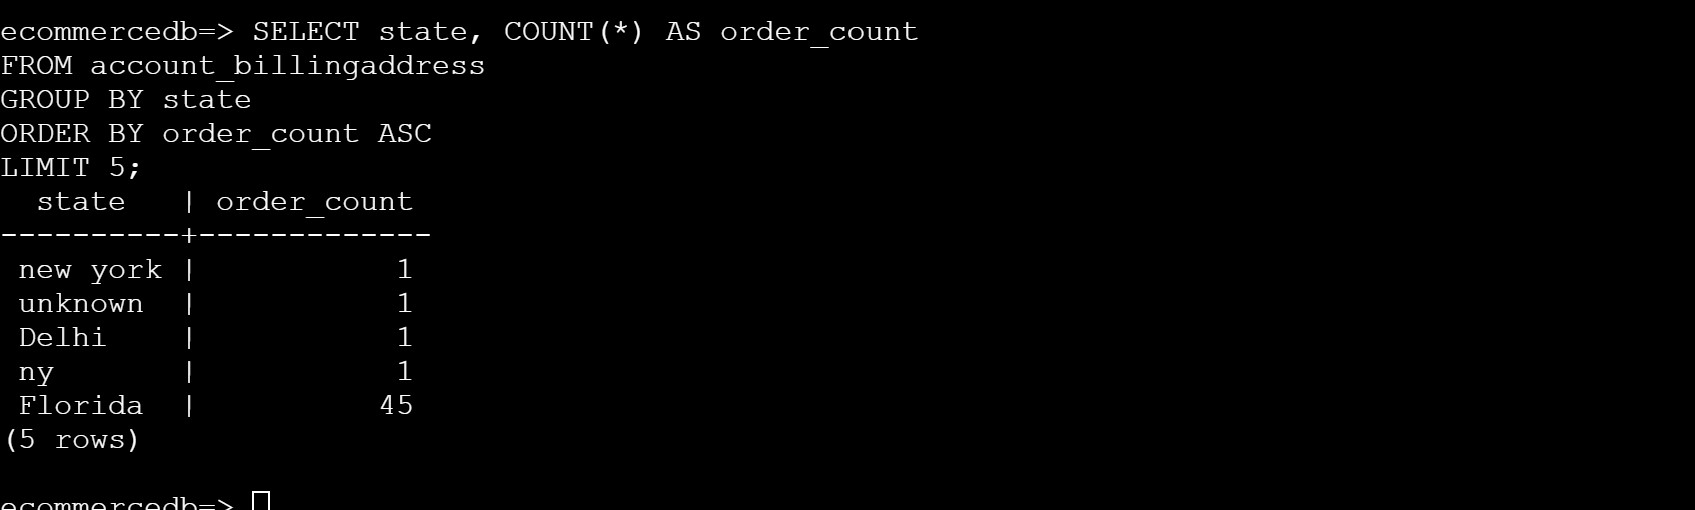 ecommercedb=> SELECT state, COUNT(*) AS order_count
FROM account_billingaddress
GROUP BY state
ORDER BY order_count ASC
LIMIT 5;
  state   | order_count
----------+-------------
 new york |           1
 unknown  |           1
 Delhi    |           1
 ny       |           1
 Florida  |          45
(5 rows)
ecommercedb=>